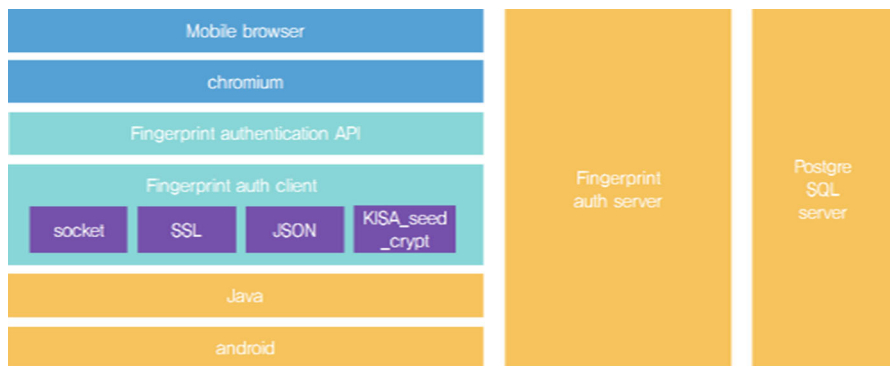 Mobile browser
chromium
Fingerprint authentication API
Fingerprint auth client
socket
SSL
JSON
KISA_seed
_crypt
Java
android
Fingerprint
auth server
Postgre
SQL
server